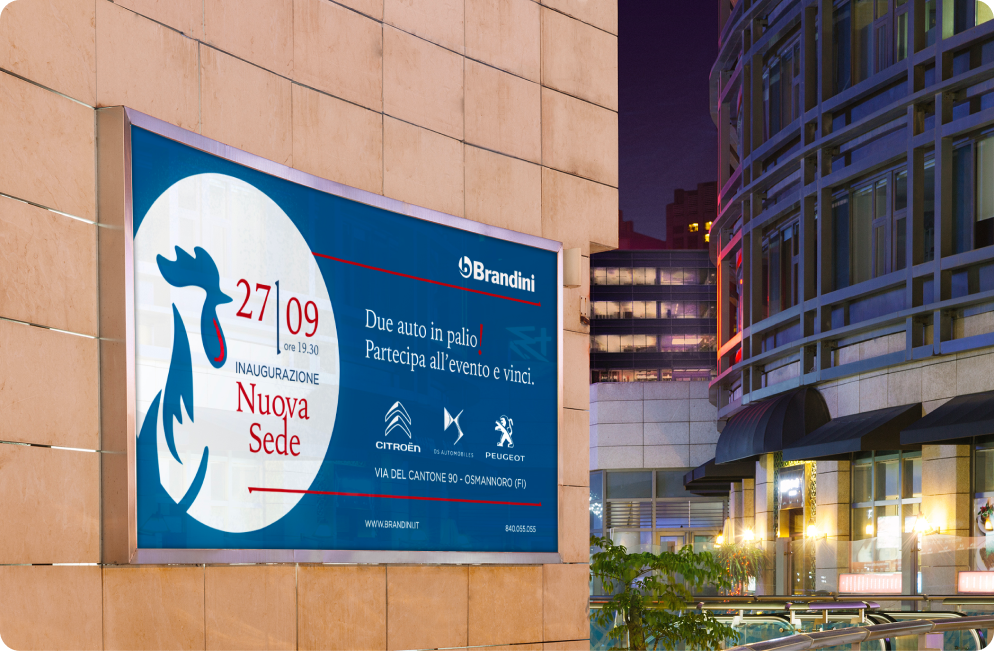 27|09
ore 19.30
INAUGURAZIONE
Nuova
Sede
Brandini
Due auto in palio!
Partecipa all'evento e vinci.
CITROËN
DS AUTOMOBILES
PEUGEOT
VIA DEL CANTONE 90 - OSMANNORO (FI)
WWW.BRANDINI.IT
840.055.055